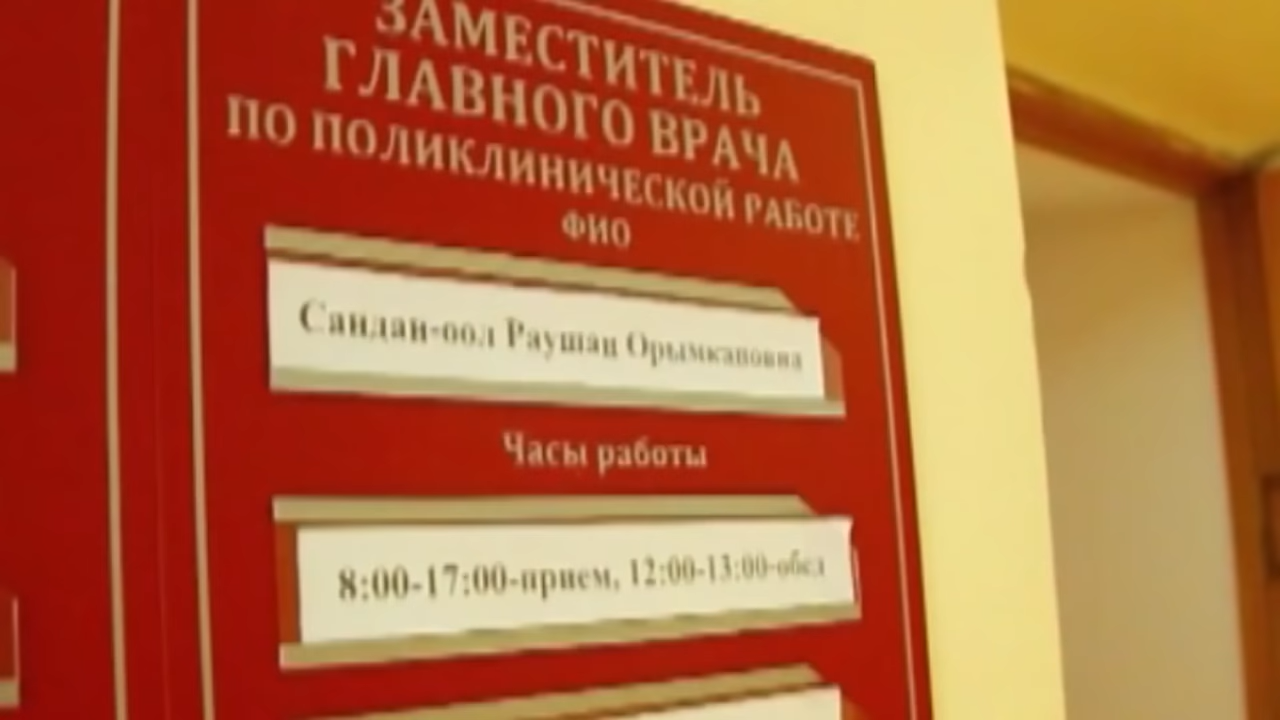 ЗАМЕСТИТЕЛЬ
ГЛАВНОГО ВРАЧА
ПО ПОЛИКЛИНИЧЕСКОЙ РАБОТЕ
ФИО
Сандан-оол Раушан Орымкановна
Часы работы
8:00-17:00-прием, 12:00-13:00-обед